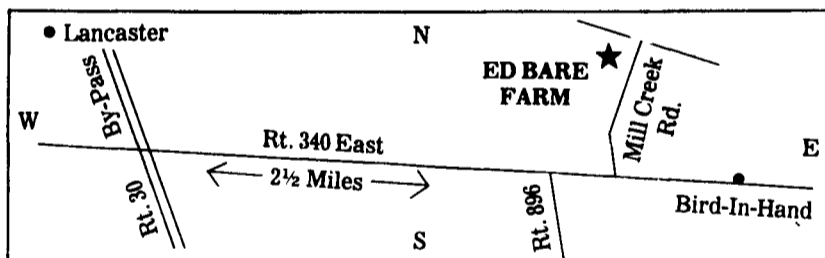 Lancaster
N
By-Pass
ED BARE
FARM
Mill Creek
Rd.
W
Rt. 340 East
E
2½ Miles
Rt. 30
Rt. 896
Bird-In-Hand
S